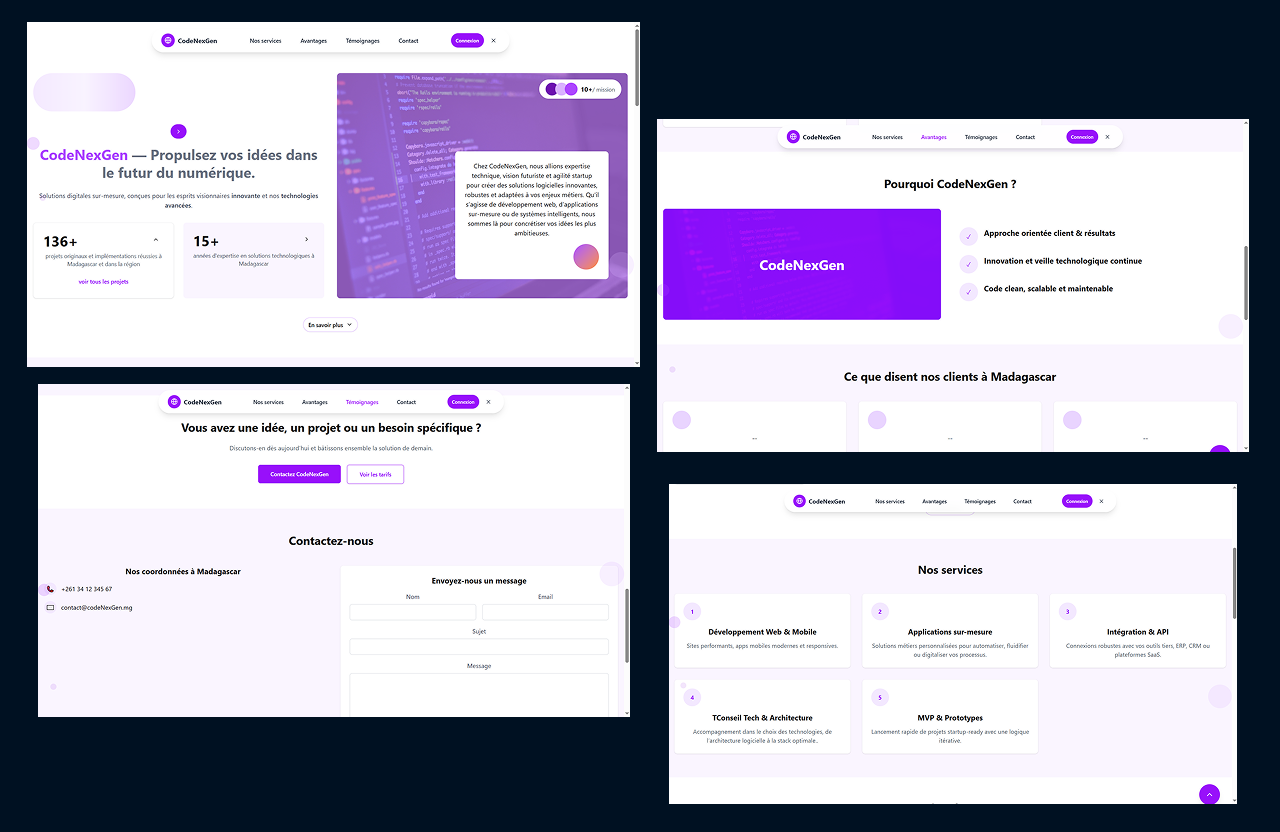 CodeNexGen
Nos services
Avantages
Témoignages
Contact
Connexion
×
10+/ mission
CodeNexGen — Propulsez vos idées dans
le futur du numérique.
Solutions digitales sur-mesure, conçues pour les esprits visionnaires innovante et nos technologies
avancées.
136+
projets originaux et implémentations réussies à
Madagascar et dans la région
voir tous les projets
15+
années d'expertise en solutions technologiques à
Madagascar
Chez CodeNexGen, nous allions expertise
technique, vision futuriste et agilité startup
pour créer des solutions logicielles innovantes,
robustes et adaptées à vos enjeux métiers. Qu'il
s'agisse de développement web, d'applications
sur-mesure ou de systèmes intelligents, nous
sommes là pour concrétiser vos idées les plus
ambitieuses.
En savoir plus
CodeNexGen
Nos services
Avantages
Témoignages
Contact
Connexion
×
Pourquoi CodeNexGen ?
CodeNexGen
✓ Approche orientée client & résultats
✓ Innovation et veille technologique continue
✓ Code clean, scalable et maintenable
Ce que disent nos clients à Madagascar
--
--
--
CodeNexGen
Nos services
Avantages
Témoignages
Contact
Connexion
×
Vous avez une idée, un projet ou un besoin spécifique ?
Discutons-en dès aujourd'hui et bâtissons ensemble la solution de demain.
Contactez CodeNexGen
Voir les tarifs
Contactez-nous
Nos coordonnées à Madagascar
+261 34 12 345 67
contact@codeNexGen.mg
Envoyez-nous un message
Nom
Email
Sujet
Message
CodeNexGen
Nos services
Avantages
Témoignages
Contact
Connexion
×
Nos services
1
Développement Web & Mobile
Sites performants, apps mobiles modernes et responsives.
2
Applications sur-mesure
Solutions métiers personnalisées pour automatiser, fluidifier
ou digitaliser vos processus.
3
Intégration & API
Connexions robustes avec vos outils tiers, ERP, CRM ou
plateformes SaaS.
4
TConseil Tech & Architecture
Accompagnement dans le choix des technologies, de
l'architecture logicielle à la stack optimale..
5
MVP & Prototypes
Lancement rapide de projets startup-ready avec une logique
itérative.